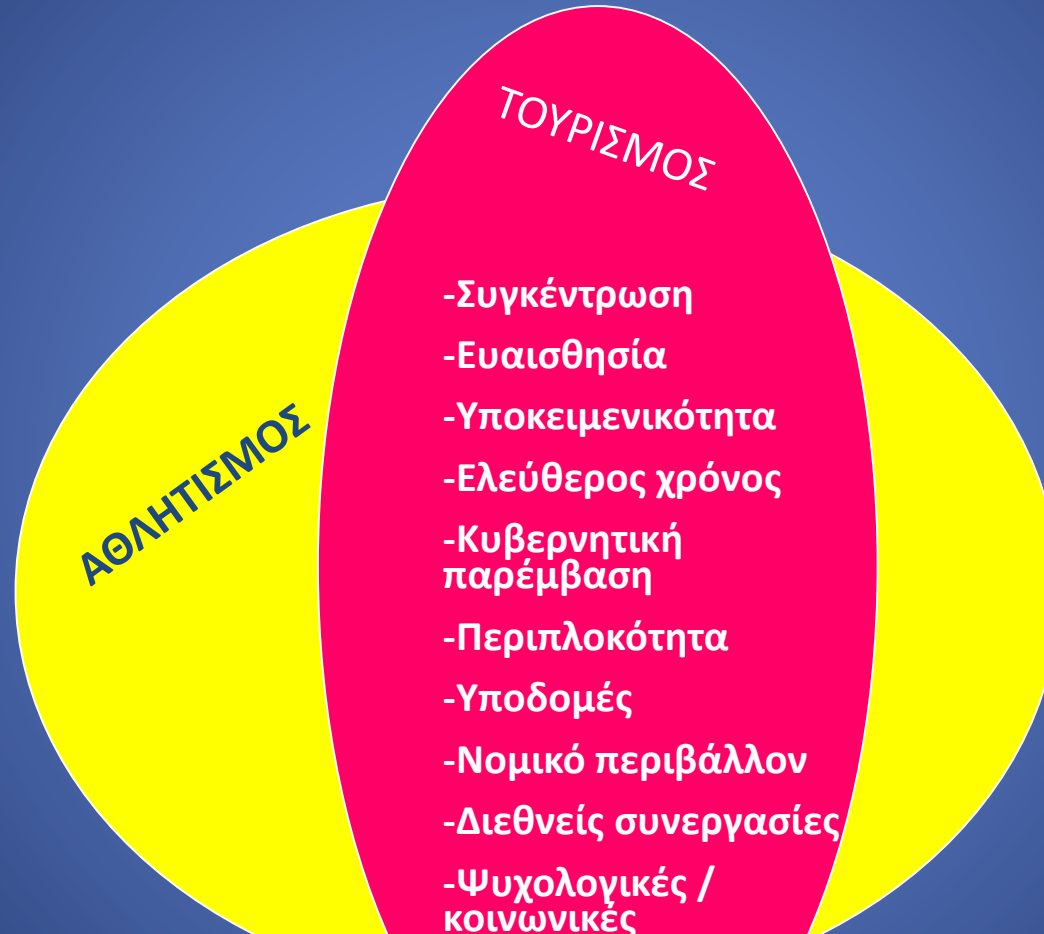 ΤΟΥΡΙΣΜΟΣ
ΑΘΛΗΤΙΣΜΟΣ
-Συγκέντρωση
-Ευαισθησία
-Υποκειμενικότητα
-Ελεύθερος χρόνος
-Κυβερνητική
παρέμβαση
-Περιπλοκότητα
-Υποδομές
-Νομικό περιβάλλον
-Διεθνείς συνεργασίες
-Ψυχολογικές /
κοινωνικές